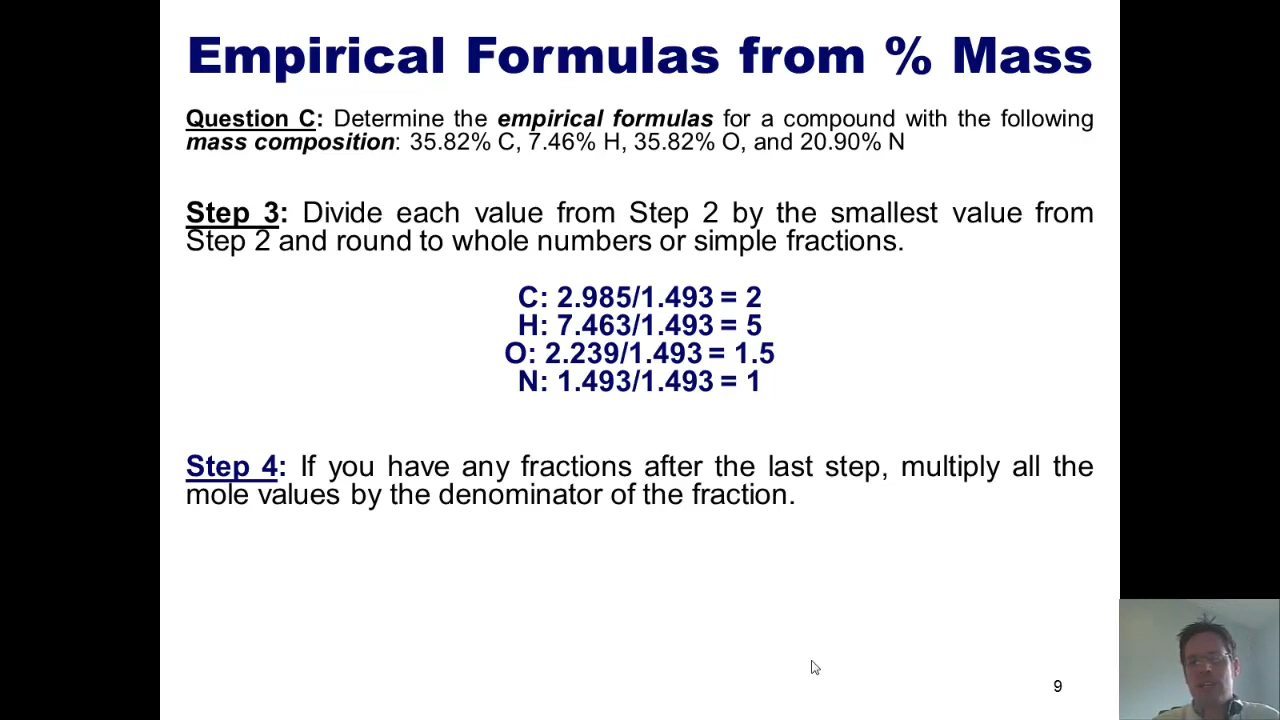 Empirical Formulas from % Mass
Question C: Determine the empirical formulas for a compound with the following
mass composition: 35.82% C, 7.46% H, 35.82% O, and 20.90% N
Step 3: Divide each value from Step 2 by the smallest value from
Step 2 and round to whole numbers or simple fractions.
C: 2.985/1.493 = 2
H: 7.463/1.493 = 5
O: 2.239/1.493 = 1.5
N: 1.493/1.493 = 1
Step 4: If you have any fractions after the last step, multiply all the
mole values by the denominator of the fraction.
9